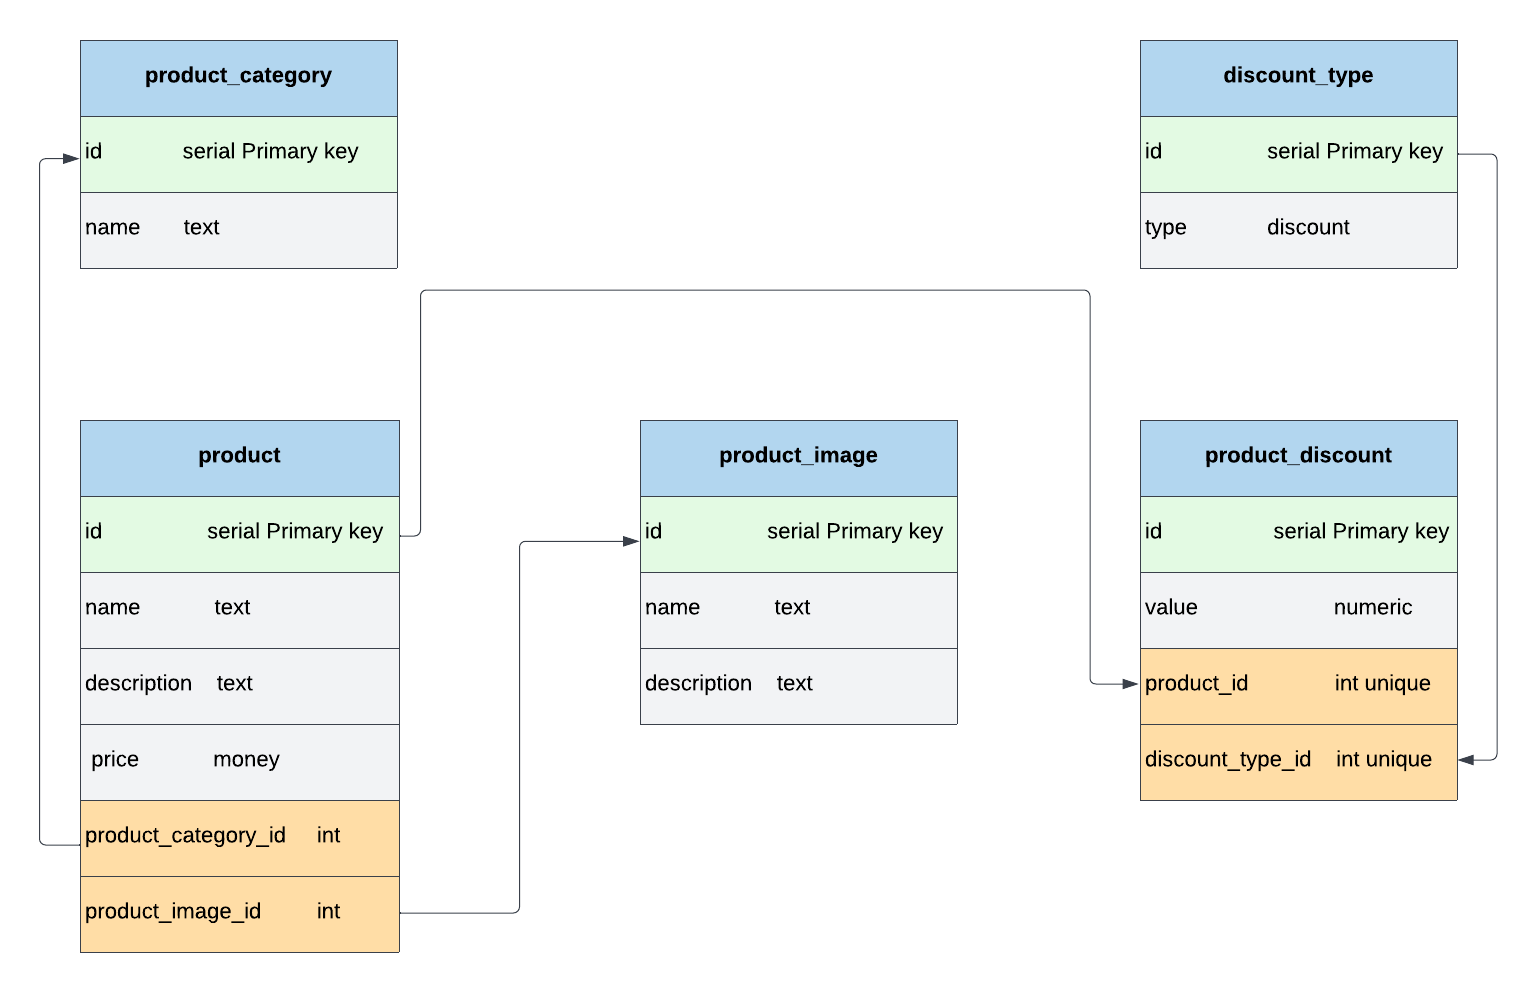 product_category
id serial Primary key
name text
discount_type
id serial Primary key
type discount
product
id serial Primary key
name text
description text
price money
product_category_id int
product_image_id int
product_image
id serial Primary key
name text
description text
product_discount
id serial Primary key
value numeric
product_id int unique
discount_type_id int unique